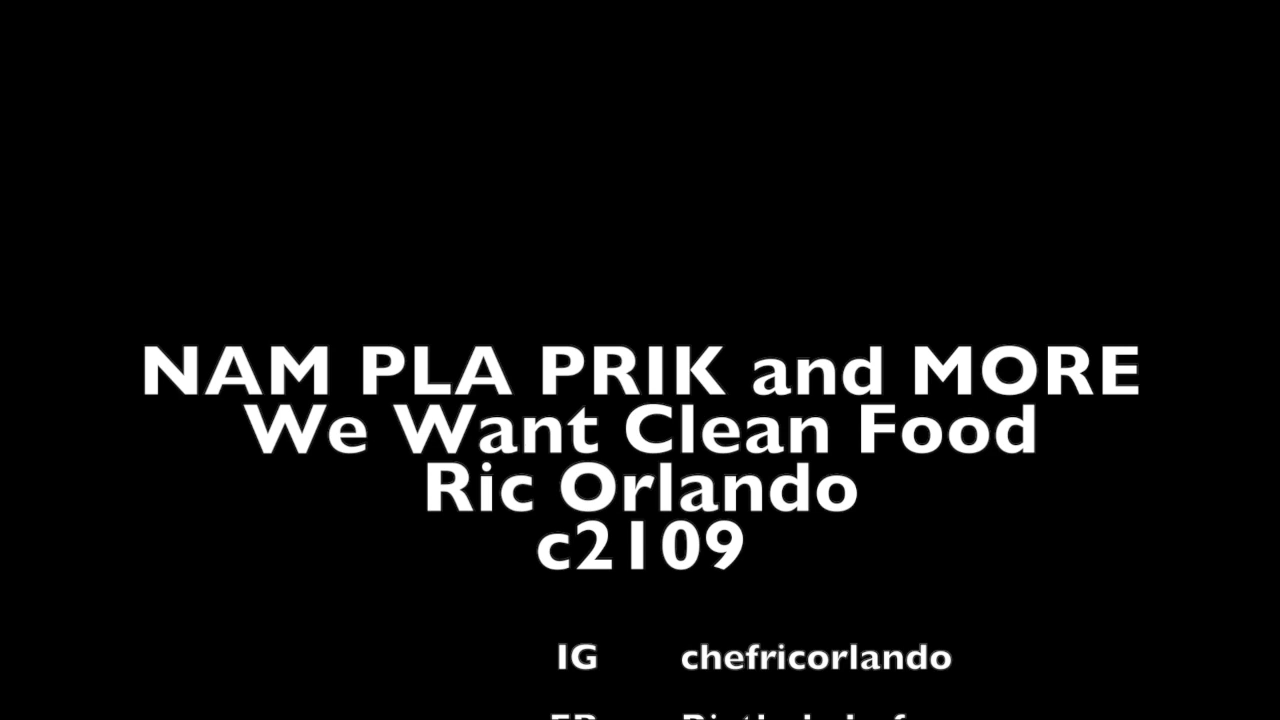 NAM PLA PRIK and MORE
We Want Clean Food
Ric Orlando
c2109
IG chefricorlando